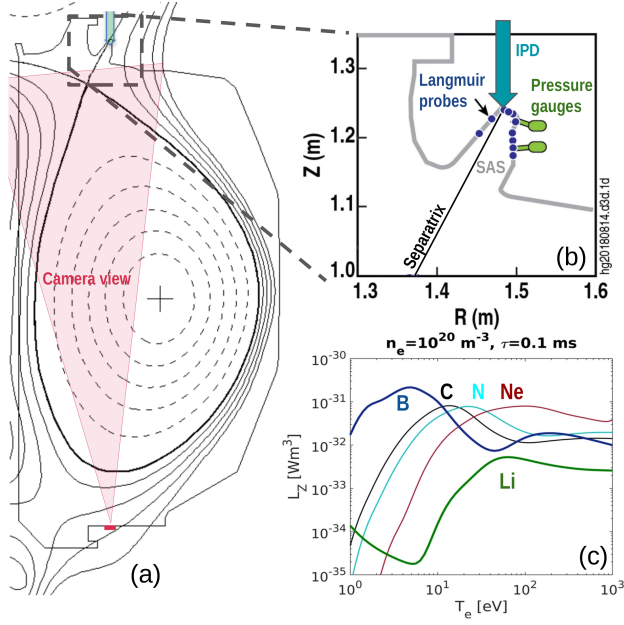 Camera view
(a)
1.3
1.2
1.1
1.0
Z (m)
1.3
1.4
1.5
1.6
R (m)
IPD
Langmuir
probes
Pressure
gauges
SAS
Separatrix
(b)
hg20180814.d3d.1d
n_e=10^20 m^-3, τ=0.1 ms
10^-30
10^-31
10^-32
10^-33
10^-34
10^-35
L_Z [Wm^3]
B
C
N
Ne
Li
(c)
10^0
10^1
10^2
10^3
T_e [eV]